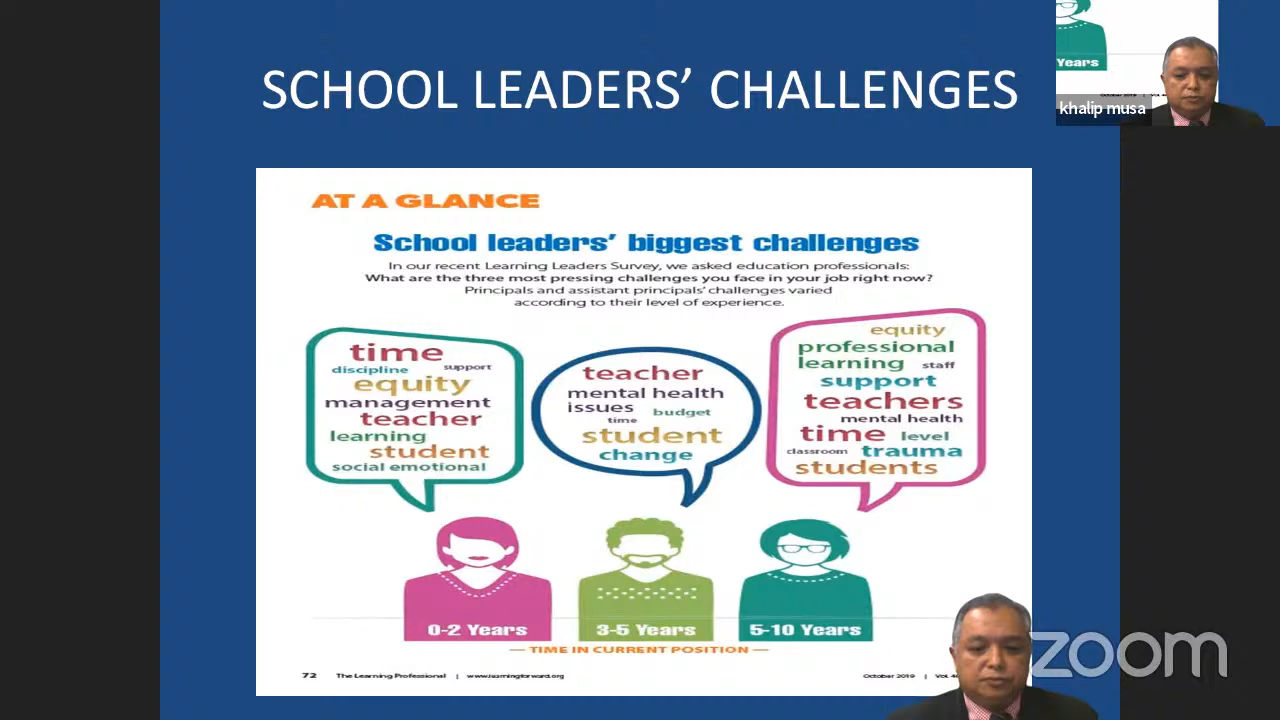 SCHOOL LEADERS' CHALLENGES
Years
khalip musa
AT A GLANCE
School leaders' biggest challenges
In our recent Learning Leaders Survey, we asked education professionals:
What are the three most pressing challenges you face in your job right now?
Principals and assistant principals' challenges varied
according to their level of experience.
time
discipline support
equity
management
teacher
learning
student
social emotional
teacher
mental health
issues budget
time
student
change
equity
professional
learning staff
support
teachers
mental health
time level
classroom trauma
students
0-2 Years
3-5 Years
5-10 Years
— TIME IN CURRENT POSITION —
72 The Learning Professional | www.learningforward.org
October 2019 | Vol.
zoom